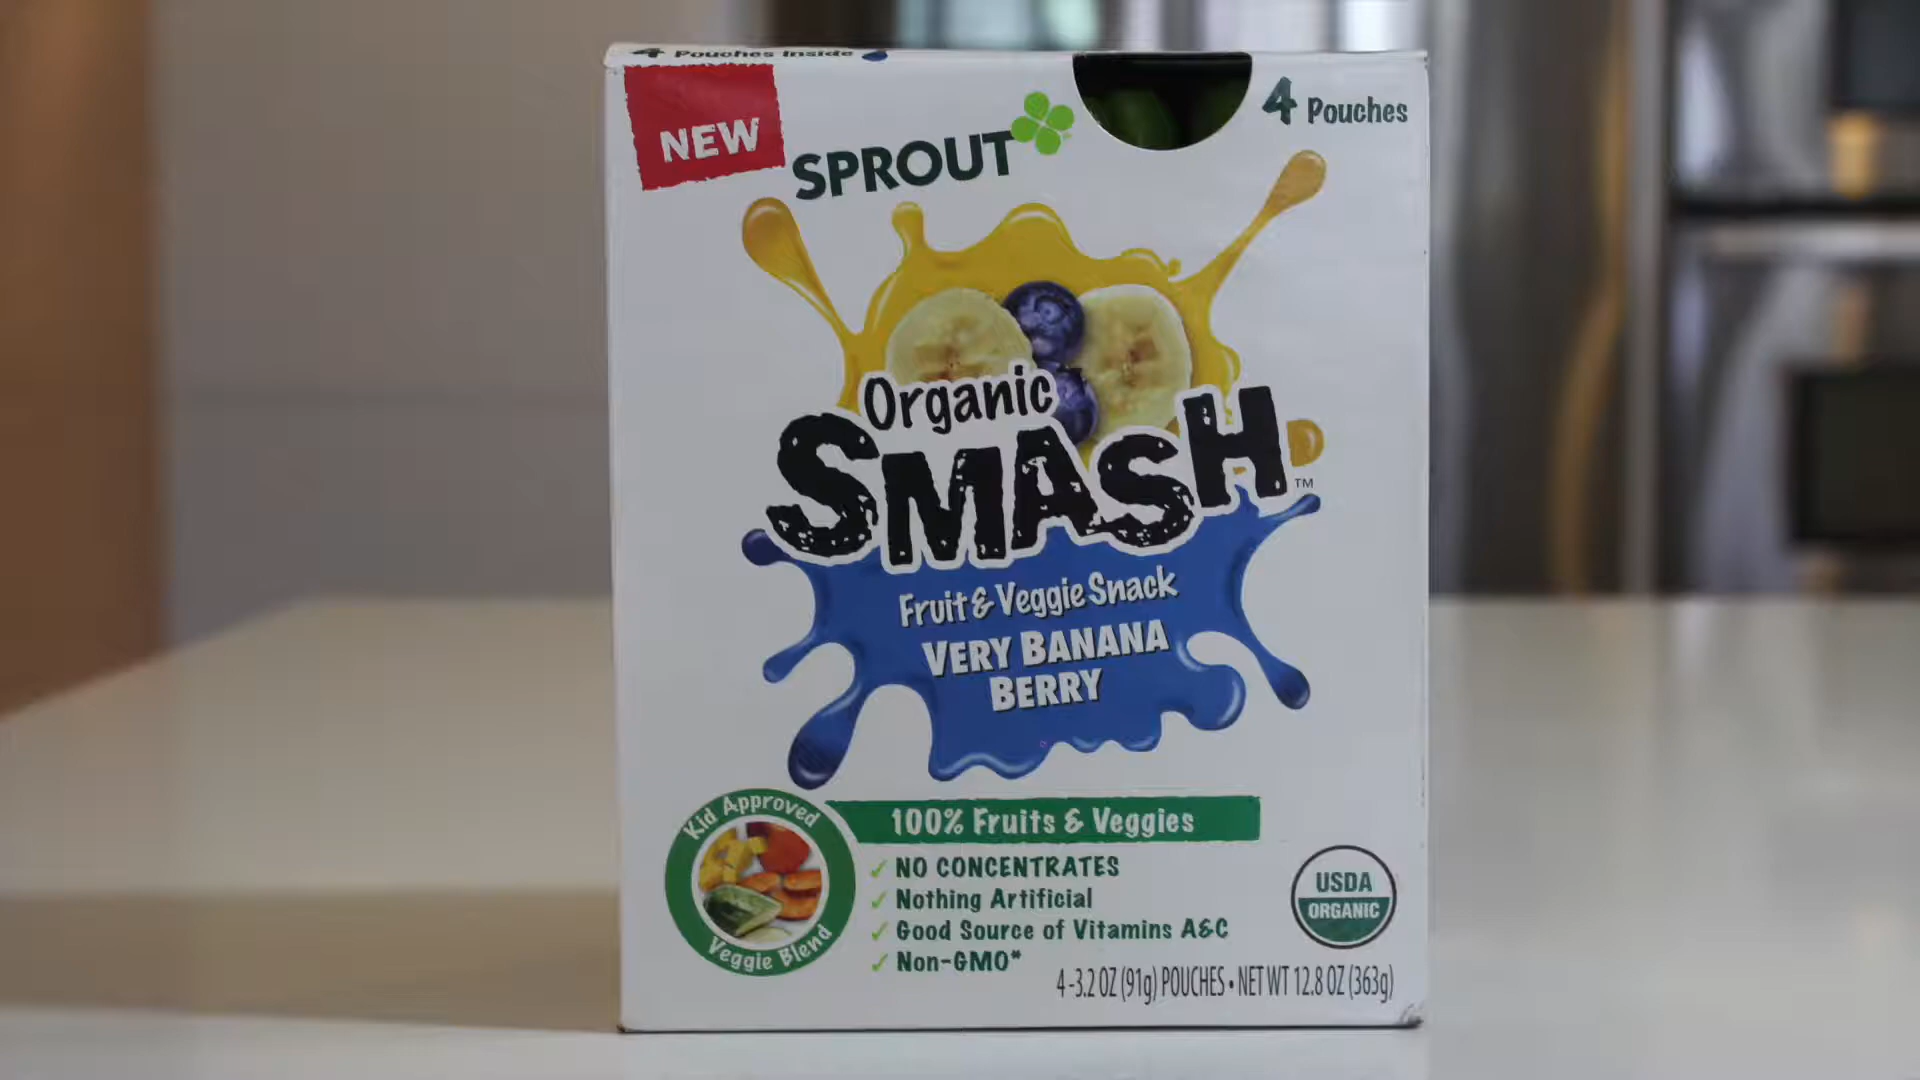 4 Pouches Inside
NEW
SPROUT
4 Pouches
Organic
SMASH™
Fruit & Veggie Snack
VERY BANANA
BERRY
Kid Approved
Veggie Blend
100% Fruits & Veggies
✓ NO CONCENTRATES
✓ Nothing Artificial
✓ Good Source of Vitamins A&C
✓ Non-GMO*
USDA
ORGANIC
4-3.2 OZ (91g) POUCHES • NET WT 12.8 OZ (363g)